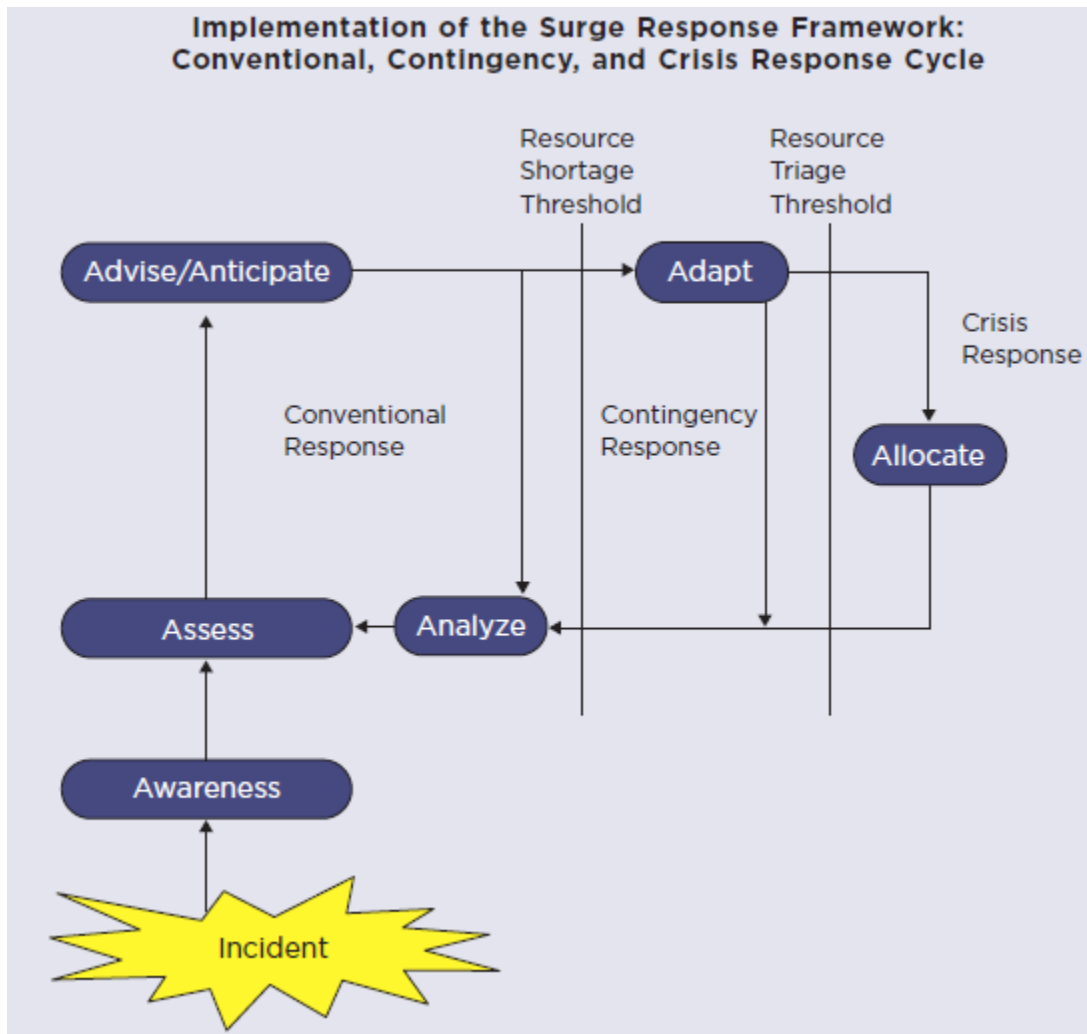 Implementation of the Surge Response Framework:
Conventional, Contingency, and Crisis Response Cycle
Resource
Shortage
Threshold
Resource
Triage
Threshold
Advise/Anticipate
Adapt
Crisis
Response
Conventional
Response
Contingency
Response
Allocate
Assess
Analyze
Awareness
Incident